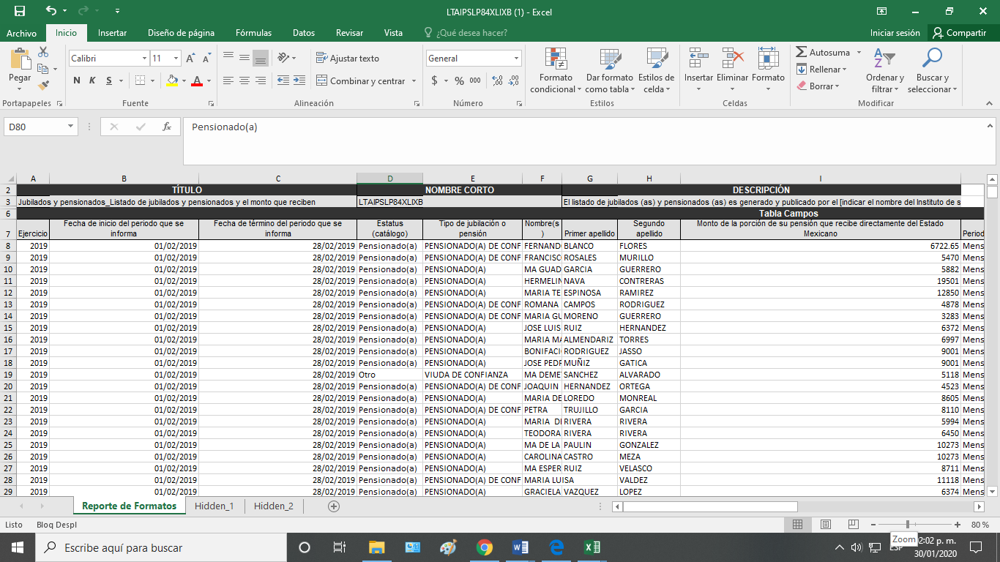 LTAIPSLP84XLIXB (1) - Excel
Archivo Inicio Insertar Diseño de página Fórmulas Datos Revisar Vista ¿Qué desea hacer? Iniciar sesión Compartir
Pegar
Calibri 11
N K S
Ajustar texto
Combinar y centrar
General
$ % 000
Formato condicional
Dar formato como tabla
Estilos de celda
Insertar Eliminar Formato
Autosuma
Rellenar
Borrar
Ordenar y filtrar
Buscar y seleccionar
Portapapeles Fuente Alineación Número Estilos Celdas Modificar
D80 fx Pensionado(a)
A B C D E F G H I
2 TÍTULO NOMBRE CORTO DESCRIPCIÓN
3 Jubilados y pensionados_Listado de jubilados y pensionados y el monto que reciben LTAIPSLP84XLIXB El listado de jubilados (as) y pensionados (as) es generado y publicado por el [indicar el nombre del Instituto de s
6 Tabla Campos
7 Ejercicio Fecha de inicio del periodo que se informa Fecha de término del periodo que se informa Estatus (catálogo) Tipo de jubilación o pensión Nombre(s) Primer apellido Segundo apellido Monto de la porción de su pensión que recibe directamente del Estado Mexicano Period
8 2019 01/02/2019 28/02/2019 Pensionado(a) PENSIONADO(A) DE CONF FERNAND BLANCO FLORES 6722.65 Mens
9 2019 01/02/2019 28/02/2019 Pensionado(a) PENSIONADO(A) DE CONF FRANCISC ROSALES MURILLO 5470 Mens
10 2019 01/02/2019 28/02/2019 Pensionado(a) PENSIONADO(A) MA GUAD GARCIA GUERRERO 5882 Mens
11 2019 01/02/2019 28/02/2019 Pensionado(a) PENSIONADO(A) HERMELIN NAVA CONTRERAS 19501 Mens
12 2019 01/02/2019 28/02/2019 Pensionado(a) PENSIONADO(A) MARIA TE ESPINOSA RAMIREZ 12850 Mens
13 2019 01/02/2019 28/02/2019 Pensionado(a) PENSIONADO(A) DE CONF ROMANA CAMPOS RODRIGUEZ 4878 Mens
14 2019 01/02/2019 28/02/2019 Pensionado(a) PENSIONADO(A) DE CONF MARIA GU MORENO GUERRERO 3283 Mens
15 2019 01/02/2019 28/02/2019 Pensionado(a) PENSIONADO(A) JOSE LUIS RUIZ HERNANDEZ 6372 Mens
16 2019 01/02/2019 28/02/2019 Pensionado(a) PENSIONADO(A) MARIA MA ALMENDARIZ TORRES 6997 Mens
17 2019 01/02/2019 28/02/2019 Pensionado(a) PENSIONADO(A) BONIFACI RODRIGUEZ JASSO 9001 Mens
18 2019 01/02/2019 28/02/2019 Pensionado(a) PENSIONADO(A) JOSE PEDR MUÑIZ GATICA 9001 Mens
19 2019 01/02/2019 28/02/2019 Otro VIUDA DE CONFIANZA MA DEME SANCHEZ ALVARADO 5118 Mens
20 2019 01/02/2019 28/02/2019 Pensionado(a) PENSIONADO(A) DE CONF JOAQUIN HERNANDEZ ORTEGA 4523 Mens
21 2019 01/02/2019 28/02/2019 Pensionado(a) PENSIONADO(A) MARIA DE LOREDO MONREAL 8605 Mens
22 2019 01/02/2019 28/02/2019 Pensionado(a) PENSIONADO(A) DE CONF PETRA TRUJILLO GARCIA 8110 Mens
23 2019 01/02/2019 28/02/2019 Pensionado(a) PENSIONADO(A) MARIA DE RIVERA RIVERA 5994 Mens
24 2019 01/02/2019 28/02/2019 Pensionado(a) PENSIONADO(A) TEODORA RIVERA RIVERA 6450 Mens
25 2019 01/02/2019 28/02/2019 Pensionado(a) PENSIONADO(A) MA DE LA PAULIN GONZALEZ 10273 Mens
26 2019 01/02/2019 28/02/2019 Pensionado(a) PENSIONADO(A) CAROLINA CASTRO MEZA 10273 Mens
27 2019 01/02/2019 28/02/2019 Pensionado(a) PENSIONADO(A) MA ESPER RUIZ VELASCO 8711 Mens
28 2019 01/02/2019 28/02/2019 Pensionado(a) PENSIONADO(A) DE CONF MARIA LUISA VALDEZ 11118 Mens
29 2019 01/02/2019 28/02/2019 Pensionado(a) PENSIONADO(A) GRACIELA VAZQUEZ LOPEZ 6374 Mens
Reporte de Formatos Hidden_1 Hidden_2
Listo Bloq Despl 80 %
Zoom
Escribe aquí para buscar ESP 2:02 p. m.
30/01/2020